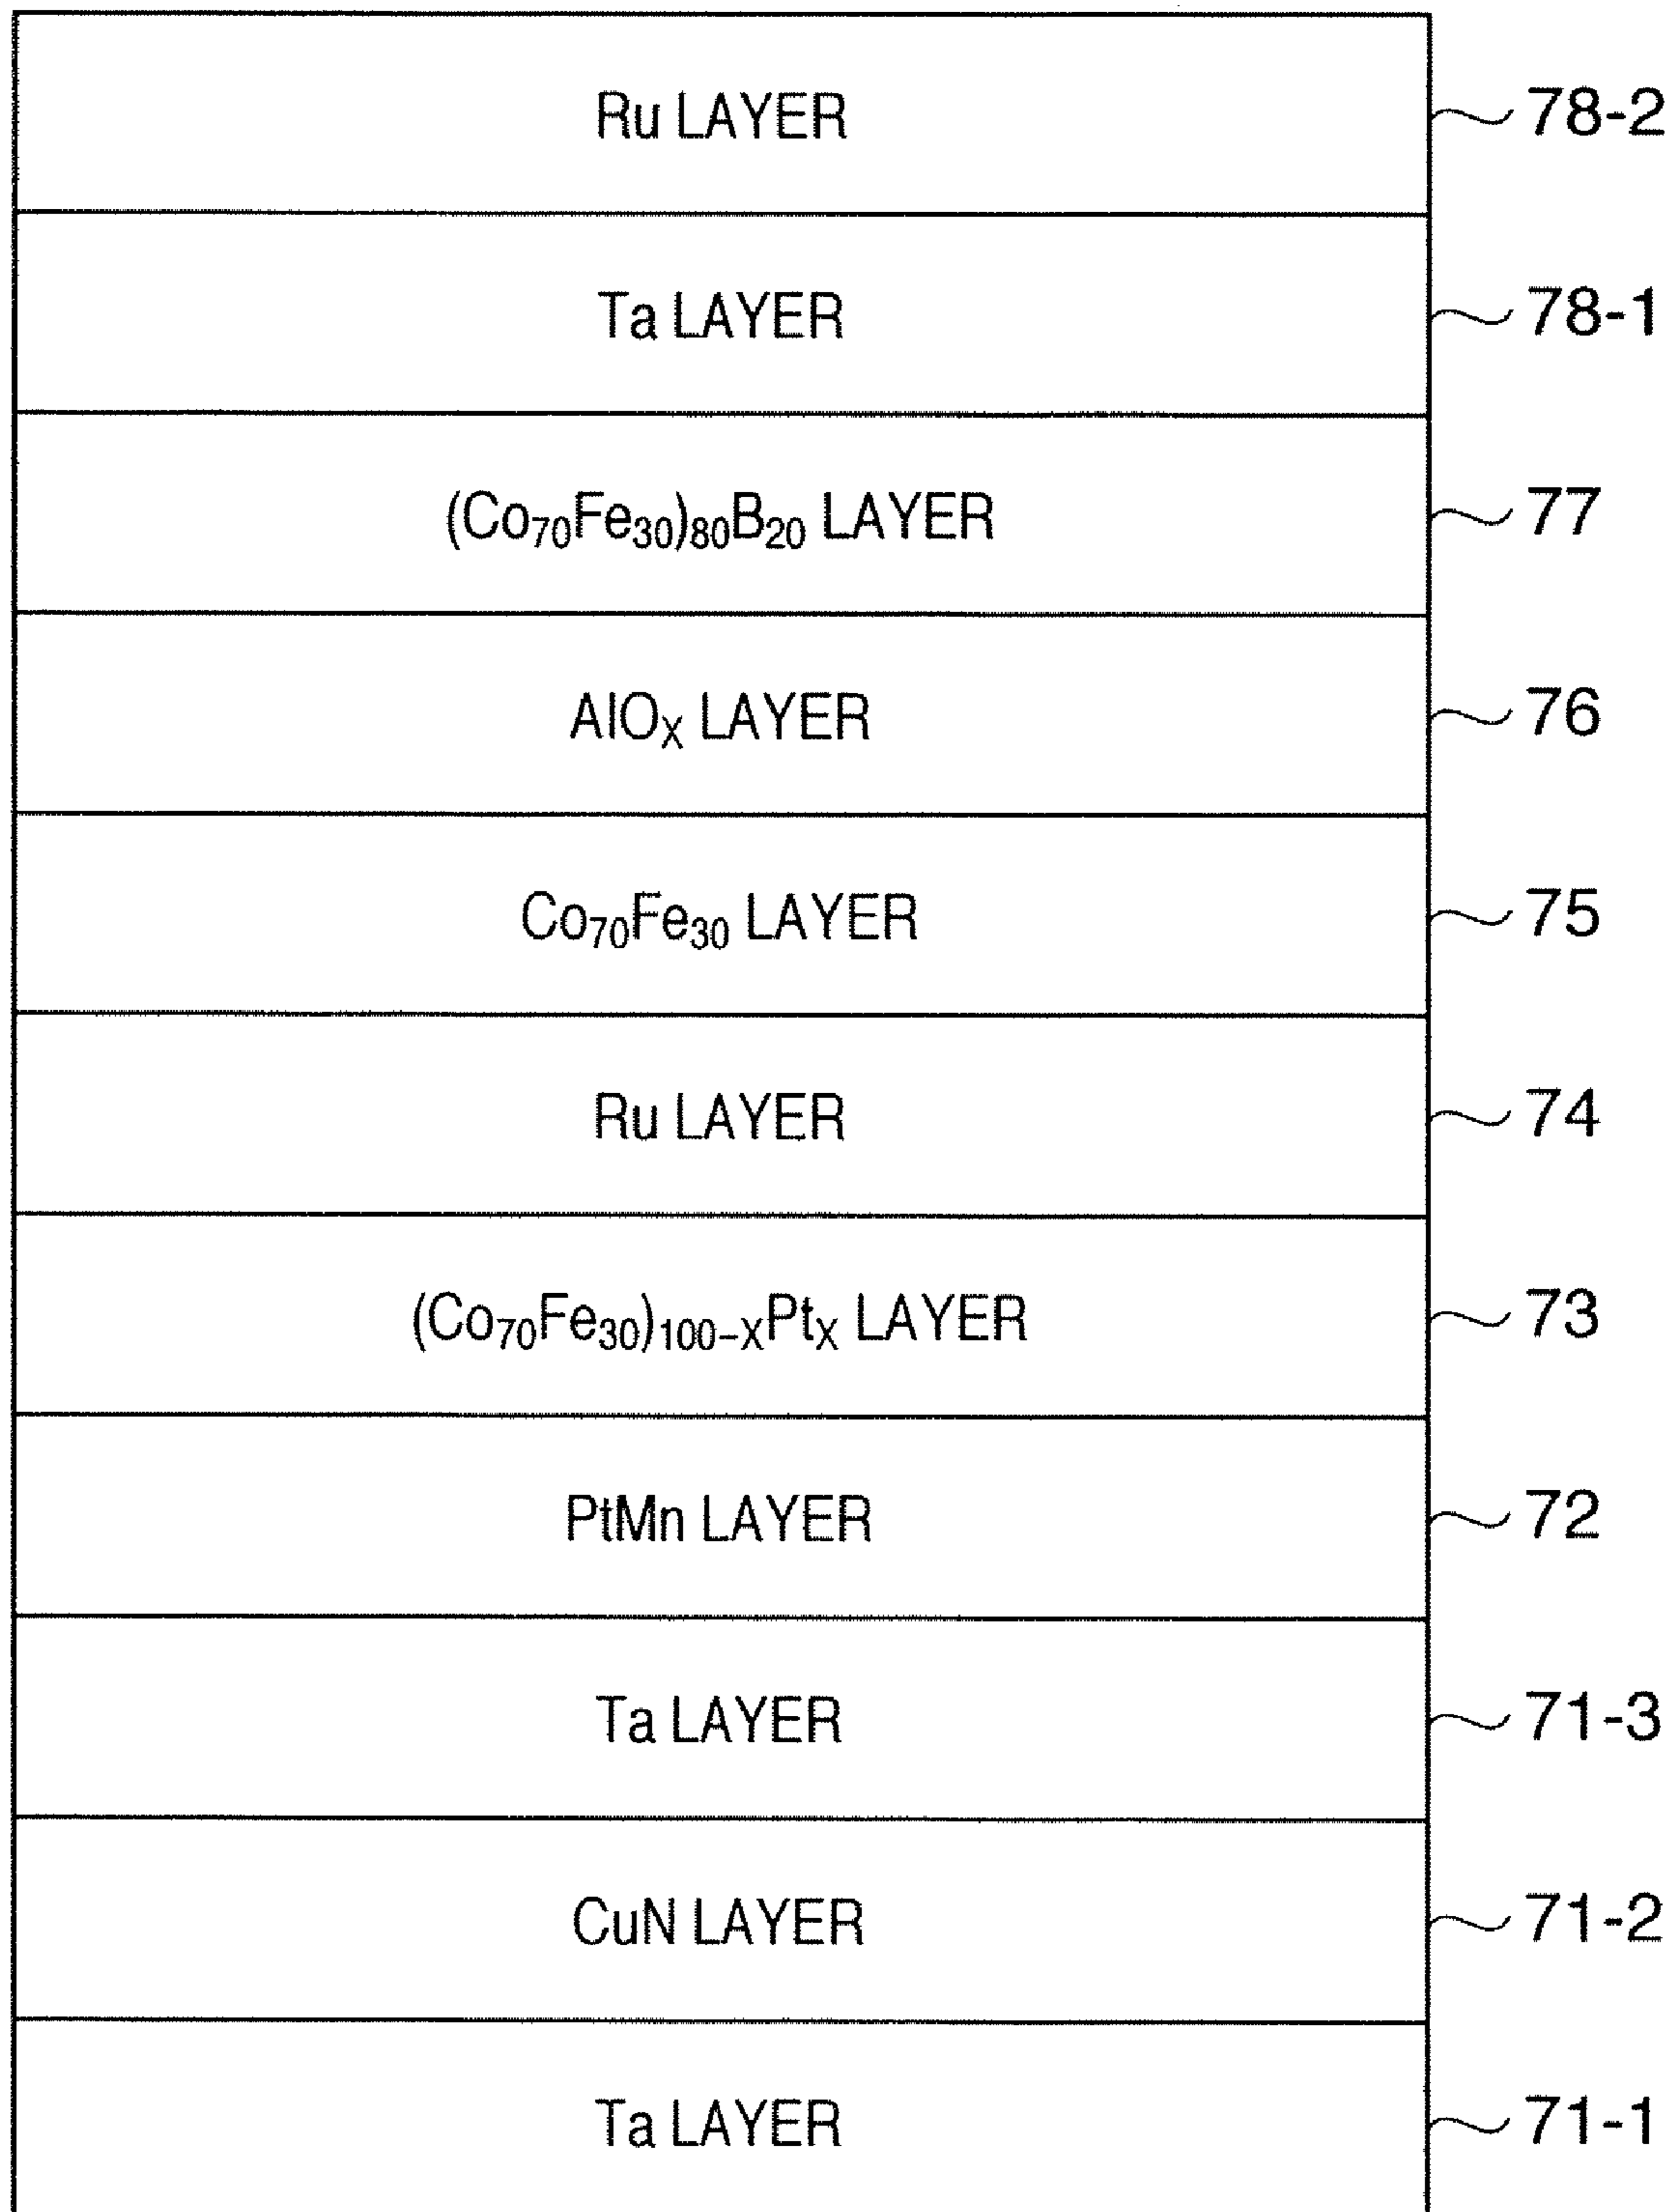 Ru LAYER 78-2
Ta LAYER 78-1
(Co₇₀Fe₃₀)₈₀B₂₀ LAYER 77
AlOₓ LAYER 76
Co₇₀Fe₃₀ LAYER 75
Ru LAYER 74
(Co₇₀Fe₃₀)₁₀₀₋ₓPtₓ LAYER 73
PtMn LAYER 72
Ta LAYER 71-3
CuN LAYER 71-2
Ta LAYER 71-1